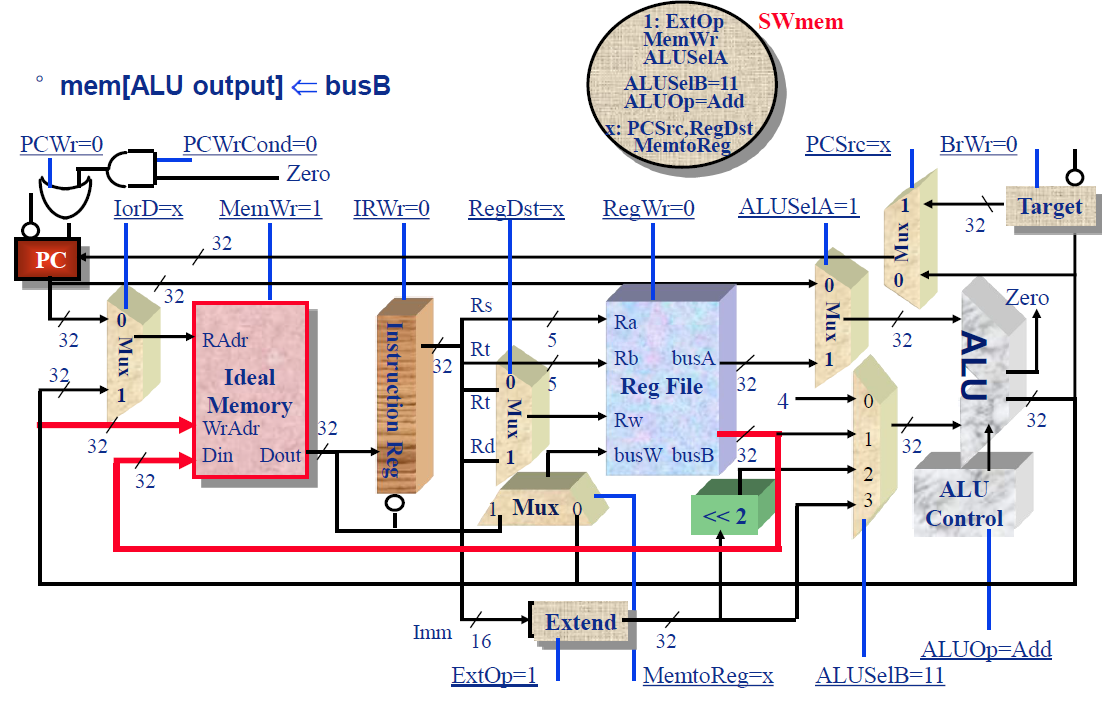 1: ExtOp
MemWr
ALUSelA
ALUSelB=11
ALUOp=Add
x: PCSrc,RegDst
MemtoReg
SWmem
° mem[ALU output] ⇐ busB
PCWr=0
PCWrCond=0
Zero
PCSrc=x
BrWr=0
IorD=x
MemWr=1
IRWr=0
RegDst=x
RegWr=0
ALUSelA=1
1
Mux
0
32
Target
PC
32
32
32
32
0
Mux
1
RAdr
Ideal
Memory
WrAdr
Din
Dout
32
32
32
Instruction Reg
32
Rs
Rt
Rt
Rd
5
5
0
Mux
1
Ra
Rb
busA
Reg File
Rw
busW
busB
32
32
1
Mux
0
<< 2
0
Mux
1
32
4
0
1
2
3
32
ALU
Zero
32
ALU
Control
Imm
16
Extend
32
ExtOp=1
MemtoReg=x
ALUSelB=11
ALUOp=Add